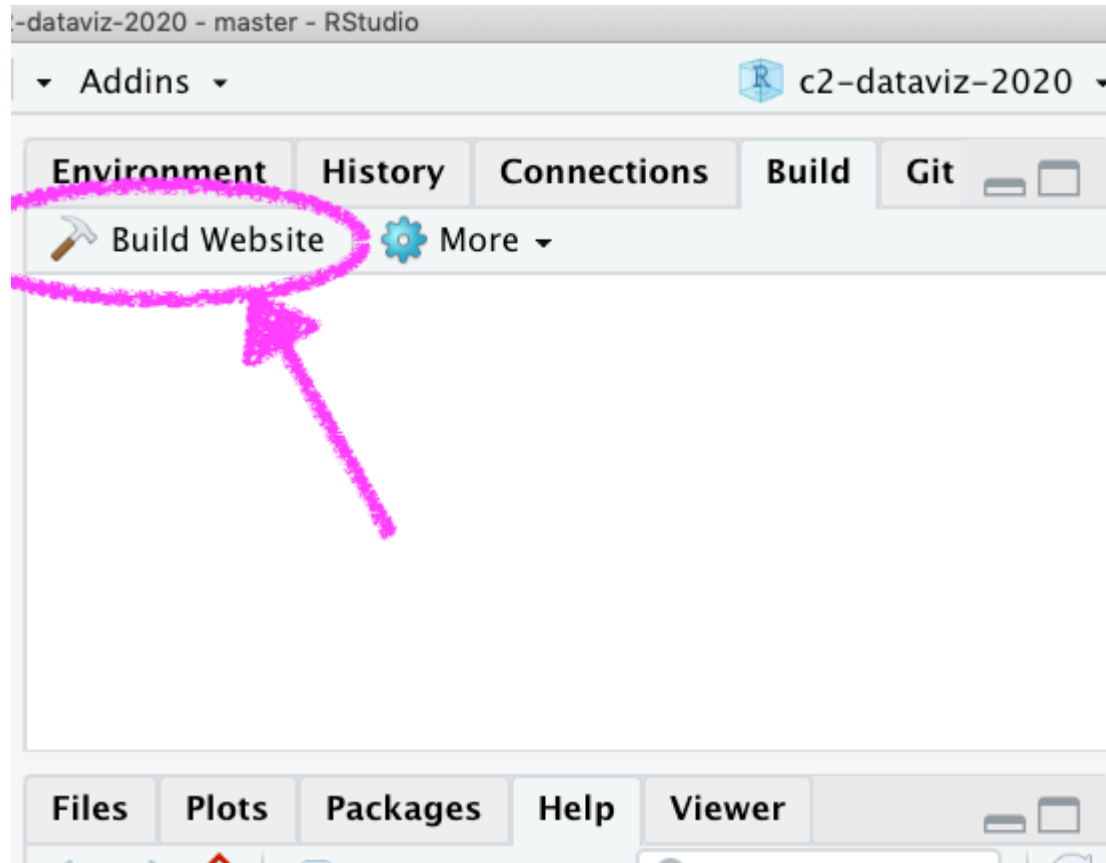 -dataviz-2020 - master - RStudio
Addins c2-dataviz-2020
Environment History Connections Build Git
Build Website More
Files Plots Packages Help Viewer